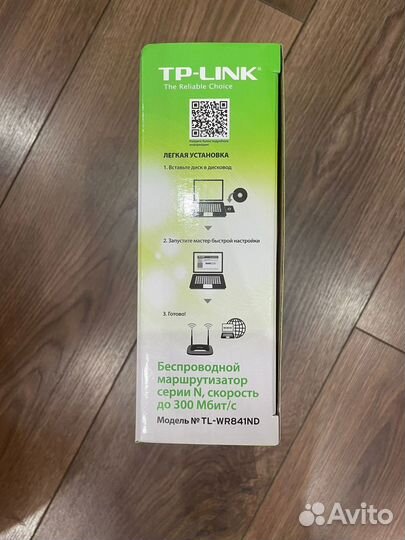 TP-LINK®
The Reliable Choice
ЛЕГКАЯ УСТАНОВКА
1. Вставьте диск в дисковод
2. Запустите мастер быстрой настройки
3. Готово!
Беспроводной
маршрутизатор
серии N, скорость
до 300 Мбит/с
Модель № TL-WR841ND
Avito